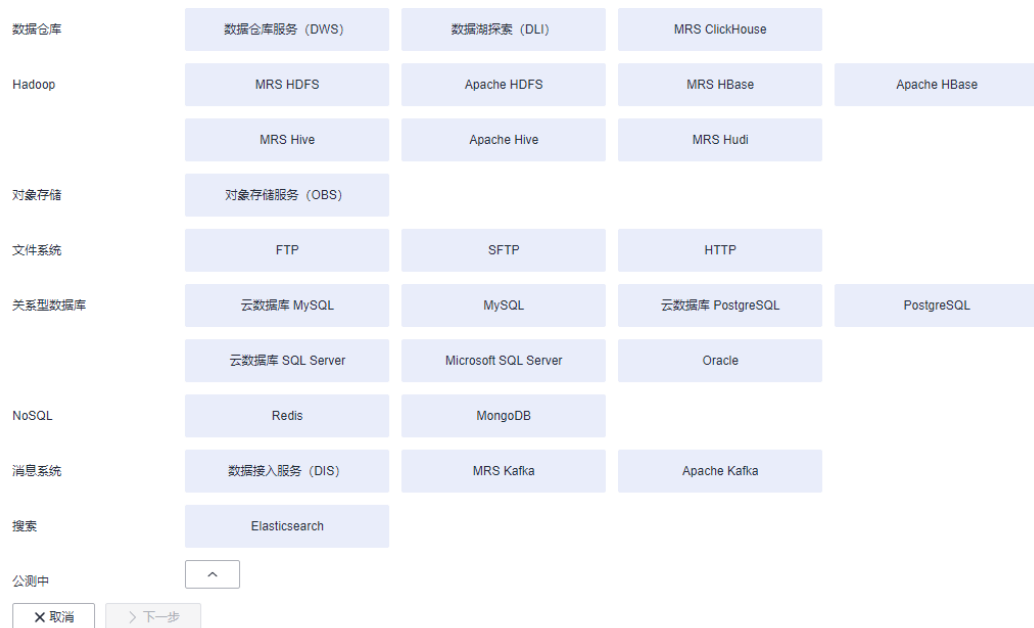 数据仓库 数据仓库服务（DWS） 数据湖探索（DLI） MRS ClickHouse
Hadoop MRS HDFS Apache HDFS MRS HBase Apache HBase
MRS Hive Apache Hive MRS Hudi
对象存储 对象存储服务（OBS）
文件系统 FTP SFTP HTTP
关系型数据库 云数据库 MySQL MySQL 云数据库 PostgreSQL PostgreSQL
云数据库 SQL Server Microsoft SQL Server Oracle
NoSQL Redis MongoDB
消息系统 数据接入服务（DIS） MRS Kafka Apache Kafka
搜索 Elasticsearch
公测中
取消 下一步